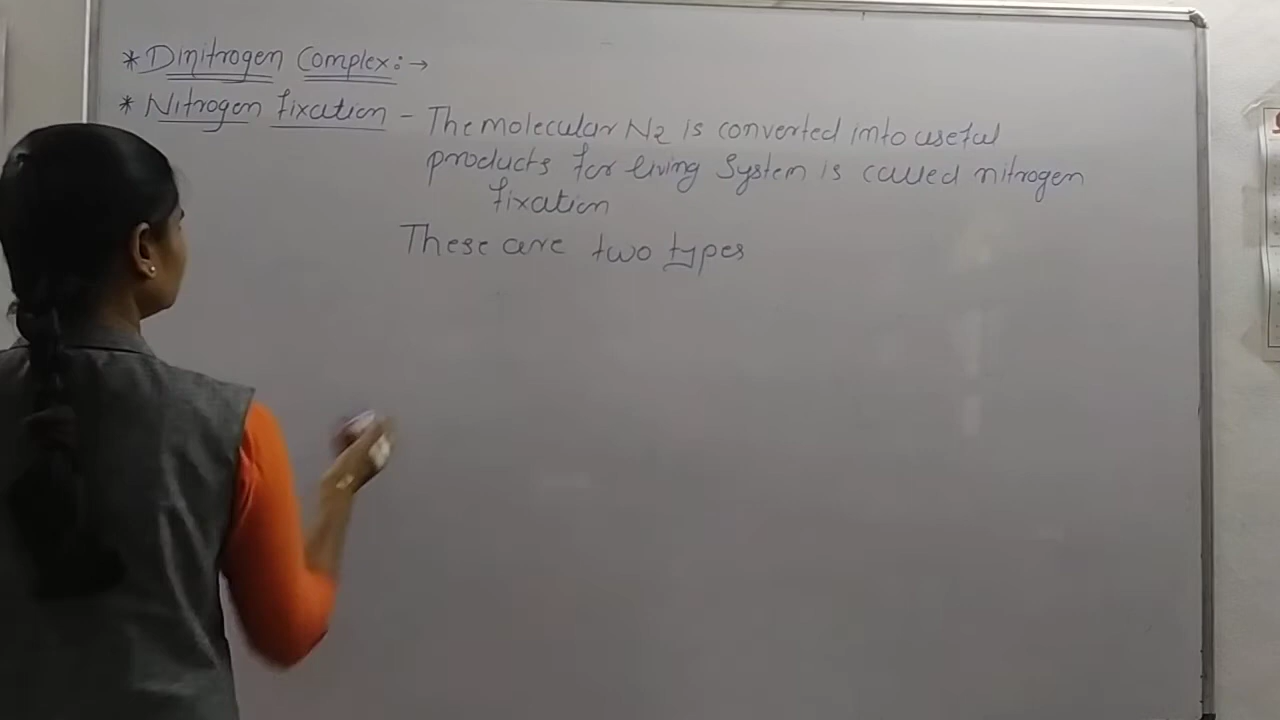 * Dinitrogen Complex:→
* Nitrogen fixation - The molecular N2 is converted into useful
products for living System is called nitrogen
fixation
These are two types